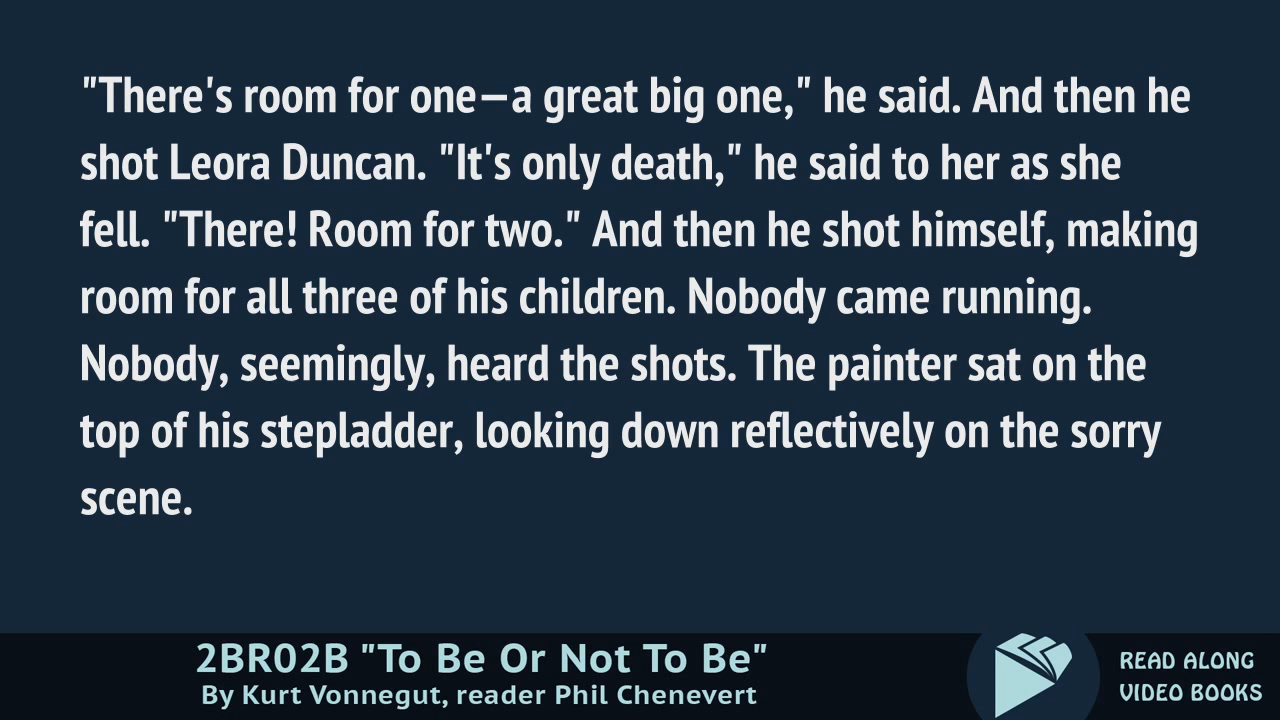 "There's room for one—a great big one," he said. And then he
shot Leora Duncan. "It's only death," he said to her as she
fell. "There! Room for two." And then he shot himself, making
room for all three of his children. Nobody came running.
Nobody, seemingly, heard the shots. The painter sat on the
top of his stepladder, looking down reflectively on the sorry
scene.
2BR02B "To Be Or Not To Be"
By Kurt Vonnegut, reader Phil Chenevert
READ ALONG
VIDEO BOOKS